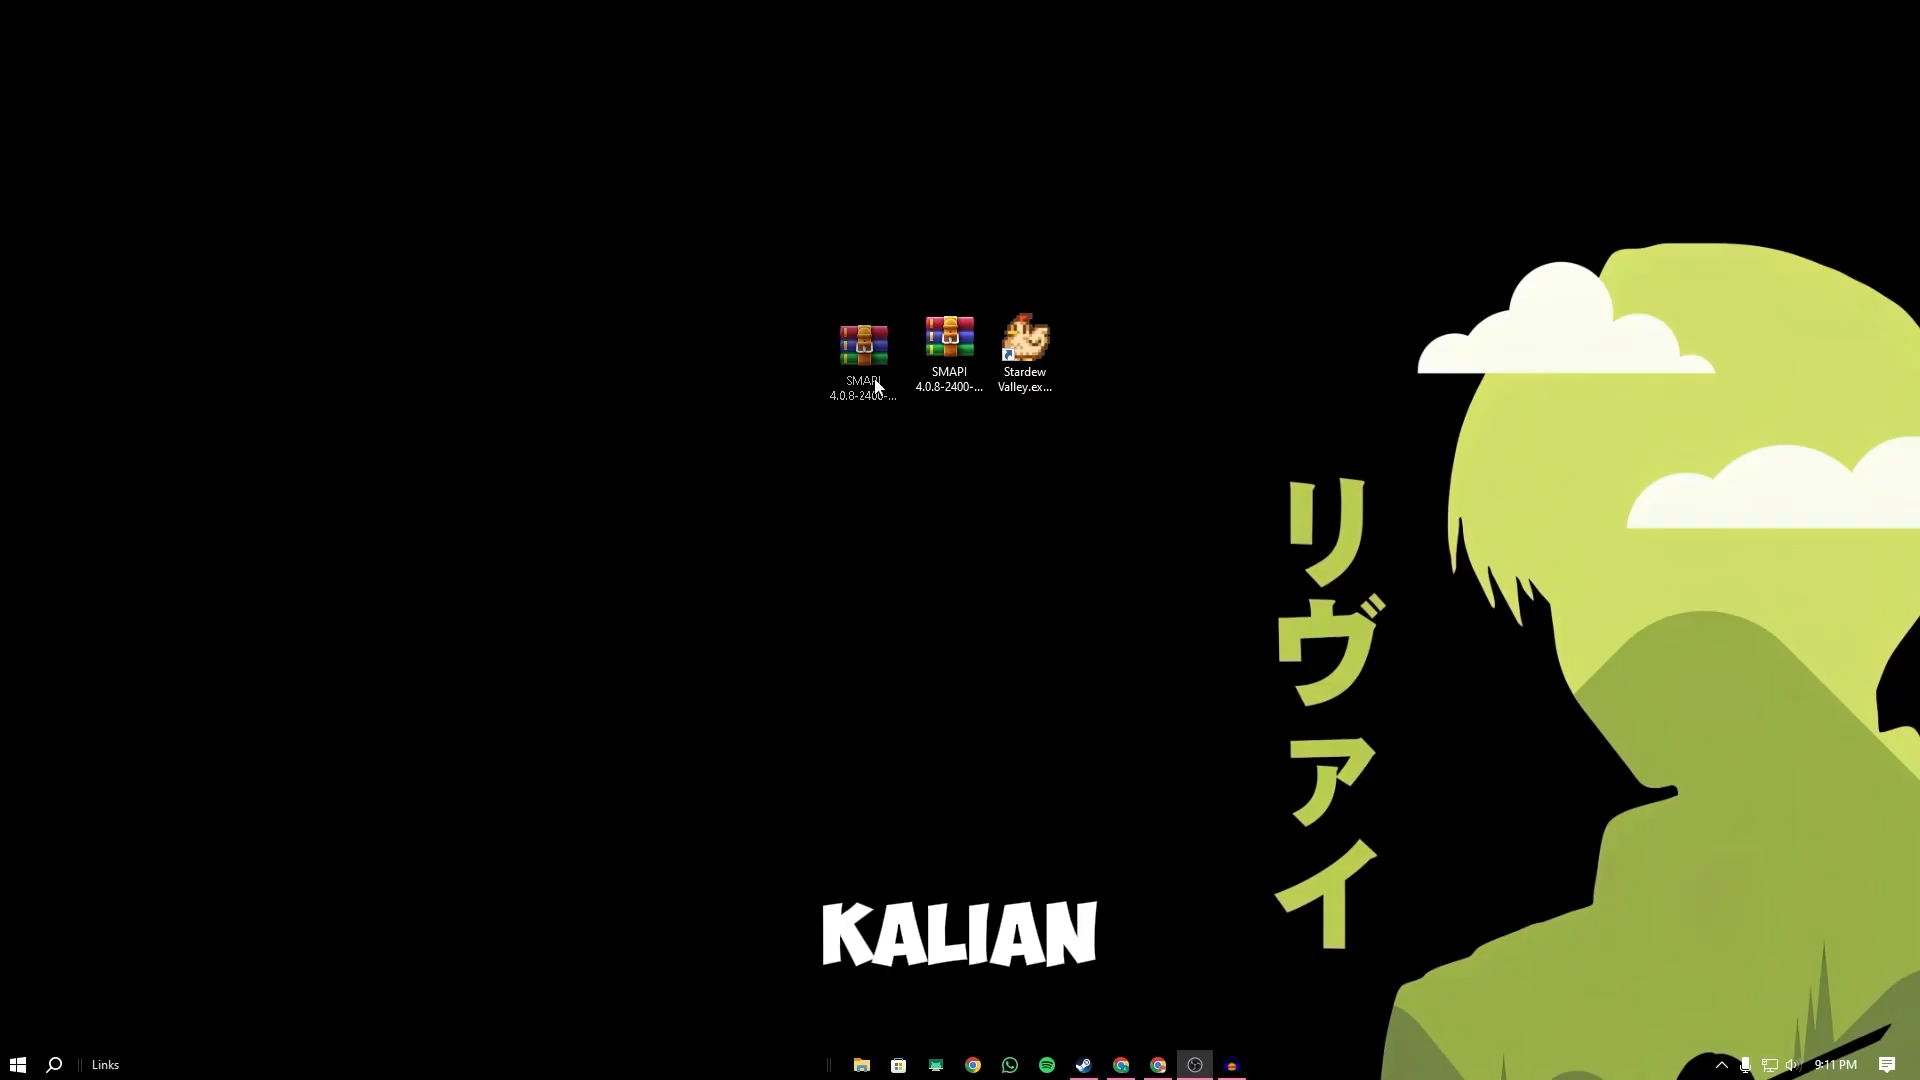 SMAPI
4.0.8-2400-...
SMAPI
4.0.8-2400-...
Stardew
Valley.ex...
リヴァイ
KALIAN
Links
9:11 PM